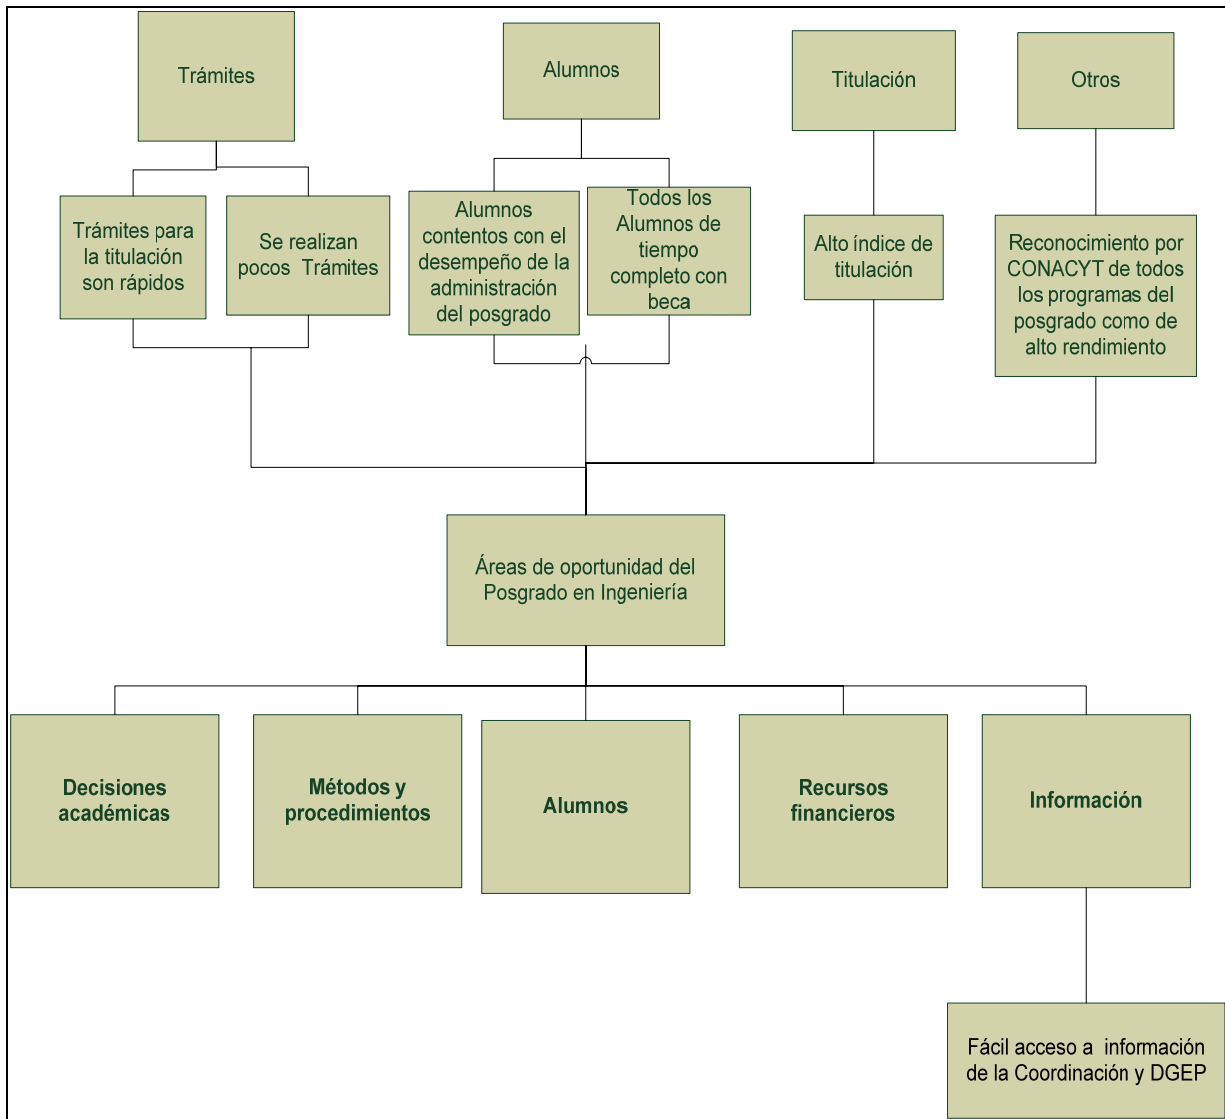 Trámites
Alumnos
Titulación
Otros
Trámites para
la titulación
son rápidos
Se realizan
pocos Trámites
Alumnos
contentos con el
desempeño de la
administración
del posgrado
Todos los
Alumnos de
tiempo
completo con
beca
Alto índice de
titulación
Reconocimiento por
CONACYT de todos
los programas del
posgrado como de
alto rendimiento
Áreas de oportunidad del
Posgrado en Ingeniería
Decisiones
académicas
Métodos y
procedimientos
Alumnos
Recursos
financieros
Información
Fácil acceso a información
de la Coordinación y DGEP